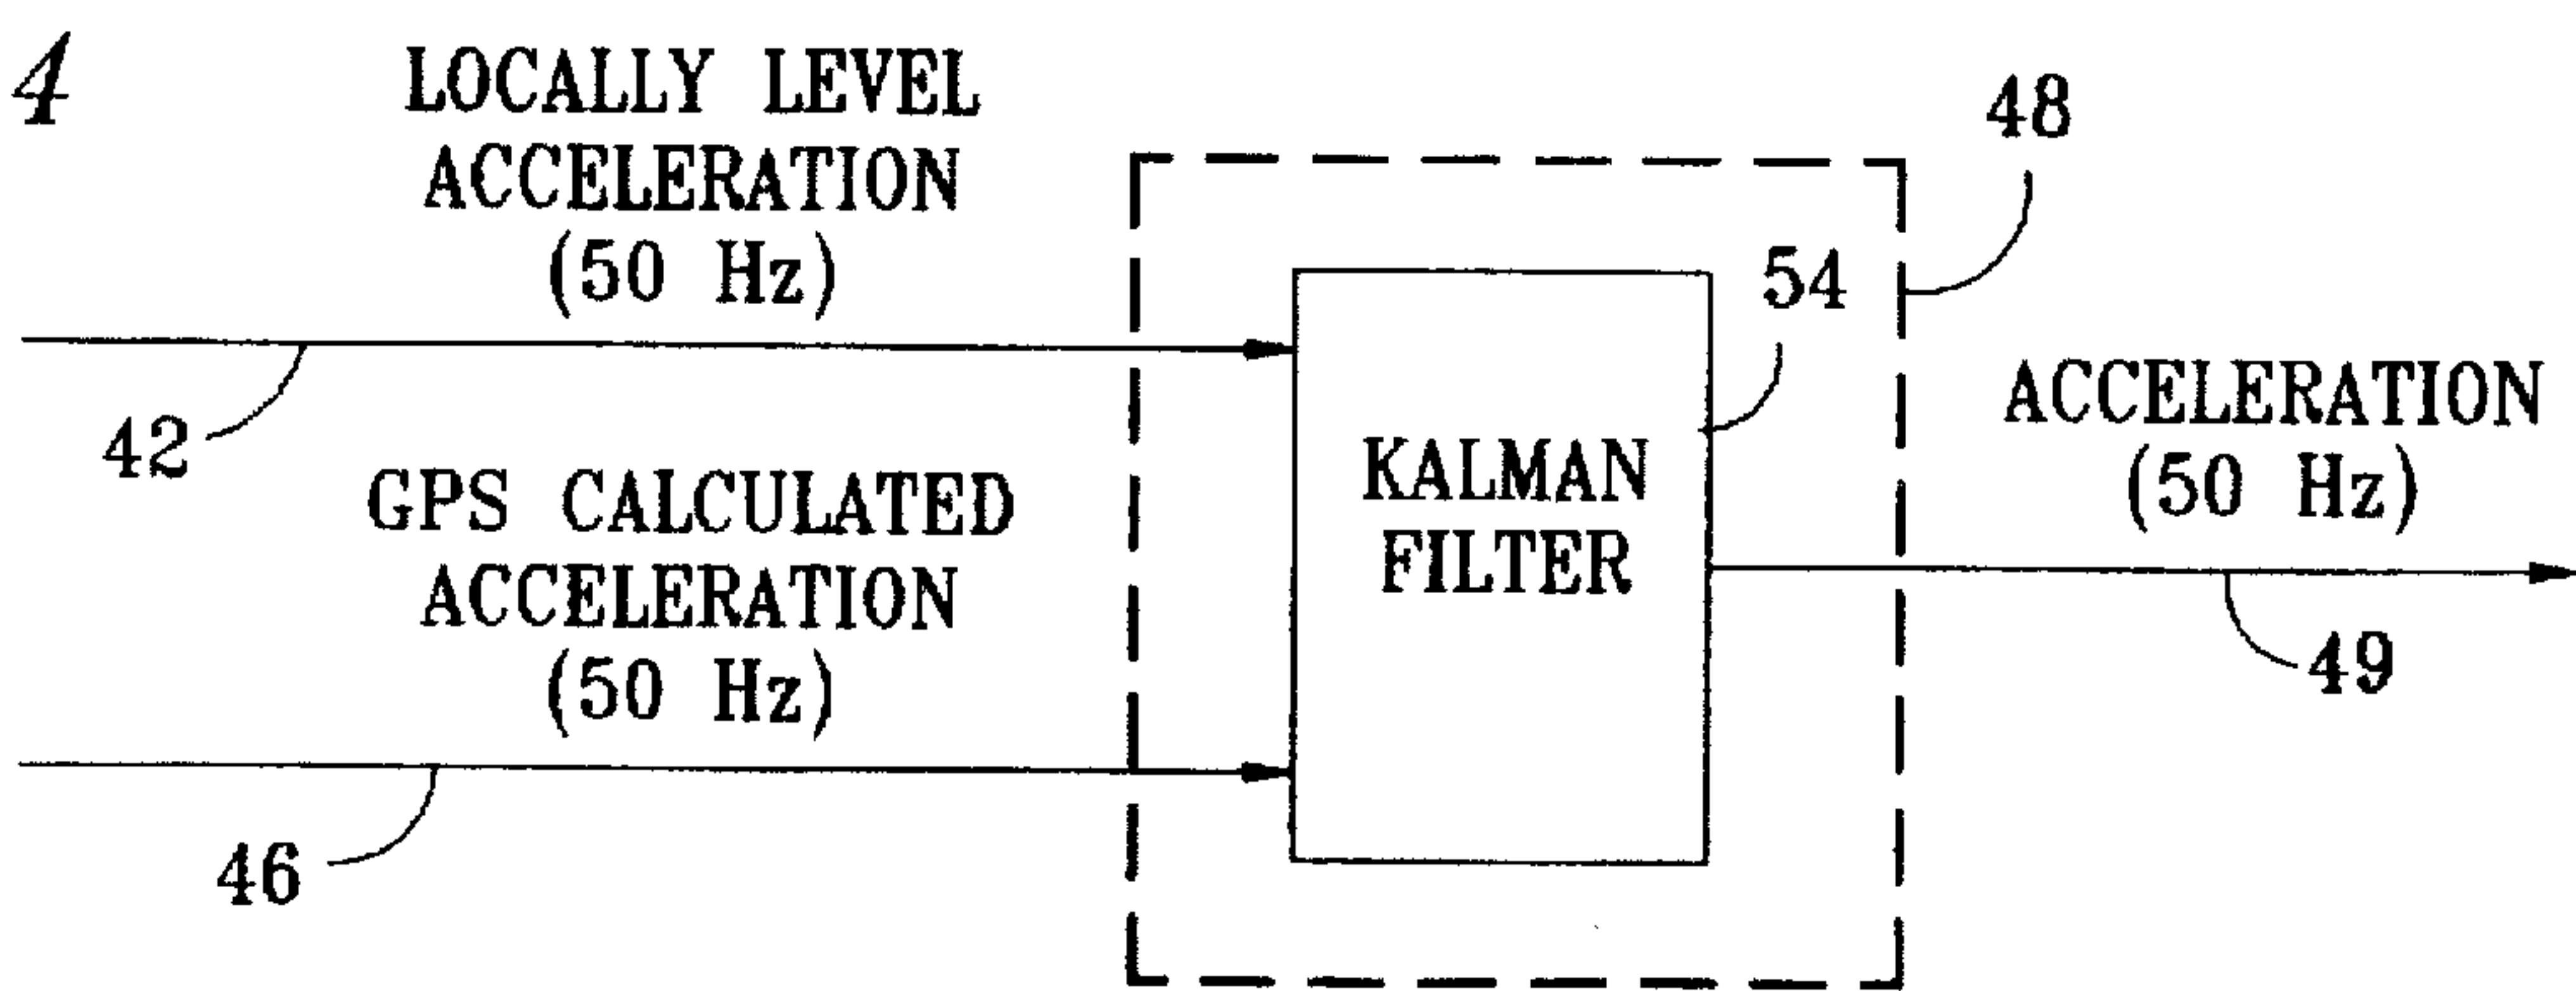 4
LOCALLY LEVEL
ACCELERATION
(50 Hz)
48
54
42
ACCELERATION
(50 Hz)
GPS CALCULATED
ACCELERATION
(50 Hz)
KALMAN
FILTER
49
46